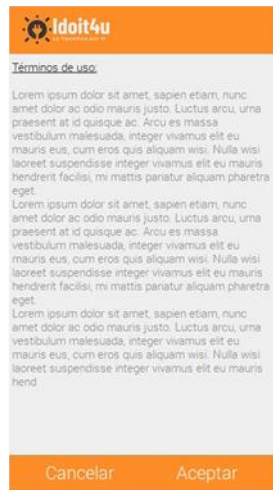 Idoit4u
Términos de uso:
Lorem ipsum dolor sit amet, sapien etiam, nunc
amet dolor ac odio mauris justo. Luctus arcu, urna
praesent at id quisque ac. Arcu es massa
vestibulum malesuada, integer vivamus elit eu
mauris eus, cum eros quis aliquam wisi. Nulla wisi
laoreet suspendisse integer vivamus elit eu mauris
hendrerit facilisi, mi mattis pariatur aliquam pharetra
eget.
Lorem ipsum dolor sit amet, sapien etiam, nunc
amet dolor ac odio mauris justo. Luctus arcu, urna
praesent at id quisque ac. Arcu es massa
vestibulum malesuada, integer vivamus elit eu
mauris eus, cum eros quis aliquam wisi. Nulla wisi
laoreet suspendisse integer vivamus elit eu mauris
hendrerit facilisi, mi mattis pariatur aliquam pharetra
eget.
Lorem ipsum dolor sit amet, sapien etiam, nunc
amet dolor ac odio mauris justo. Luctus arcu, urna
praesent at id quisque ac. Arcu es massa
vestibulum malesuada, integer vivamus elit eu
mauris eus, cum eros quis aliquam wisi. Nulla wisi
laoreet suspendisse integer vivamus elit eu mauris
hend
Cancelar Aceptar